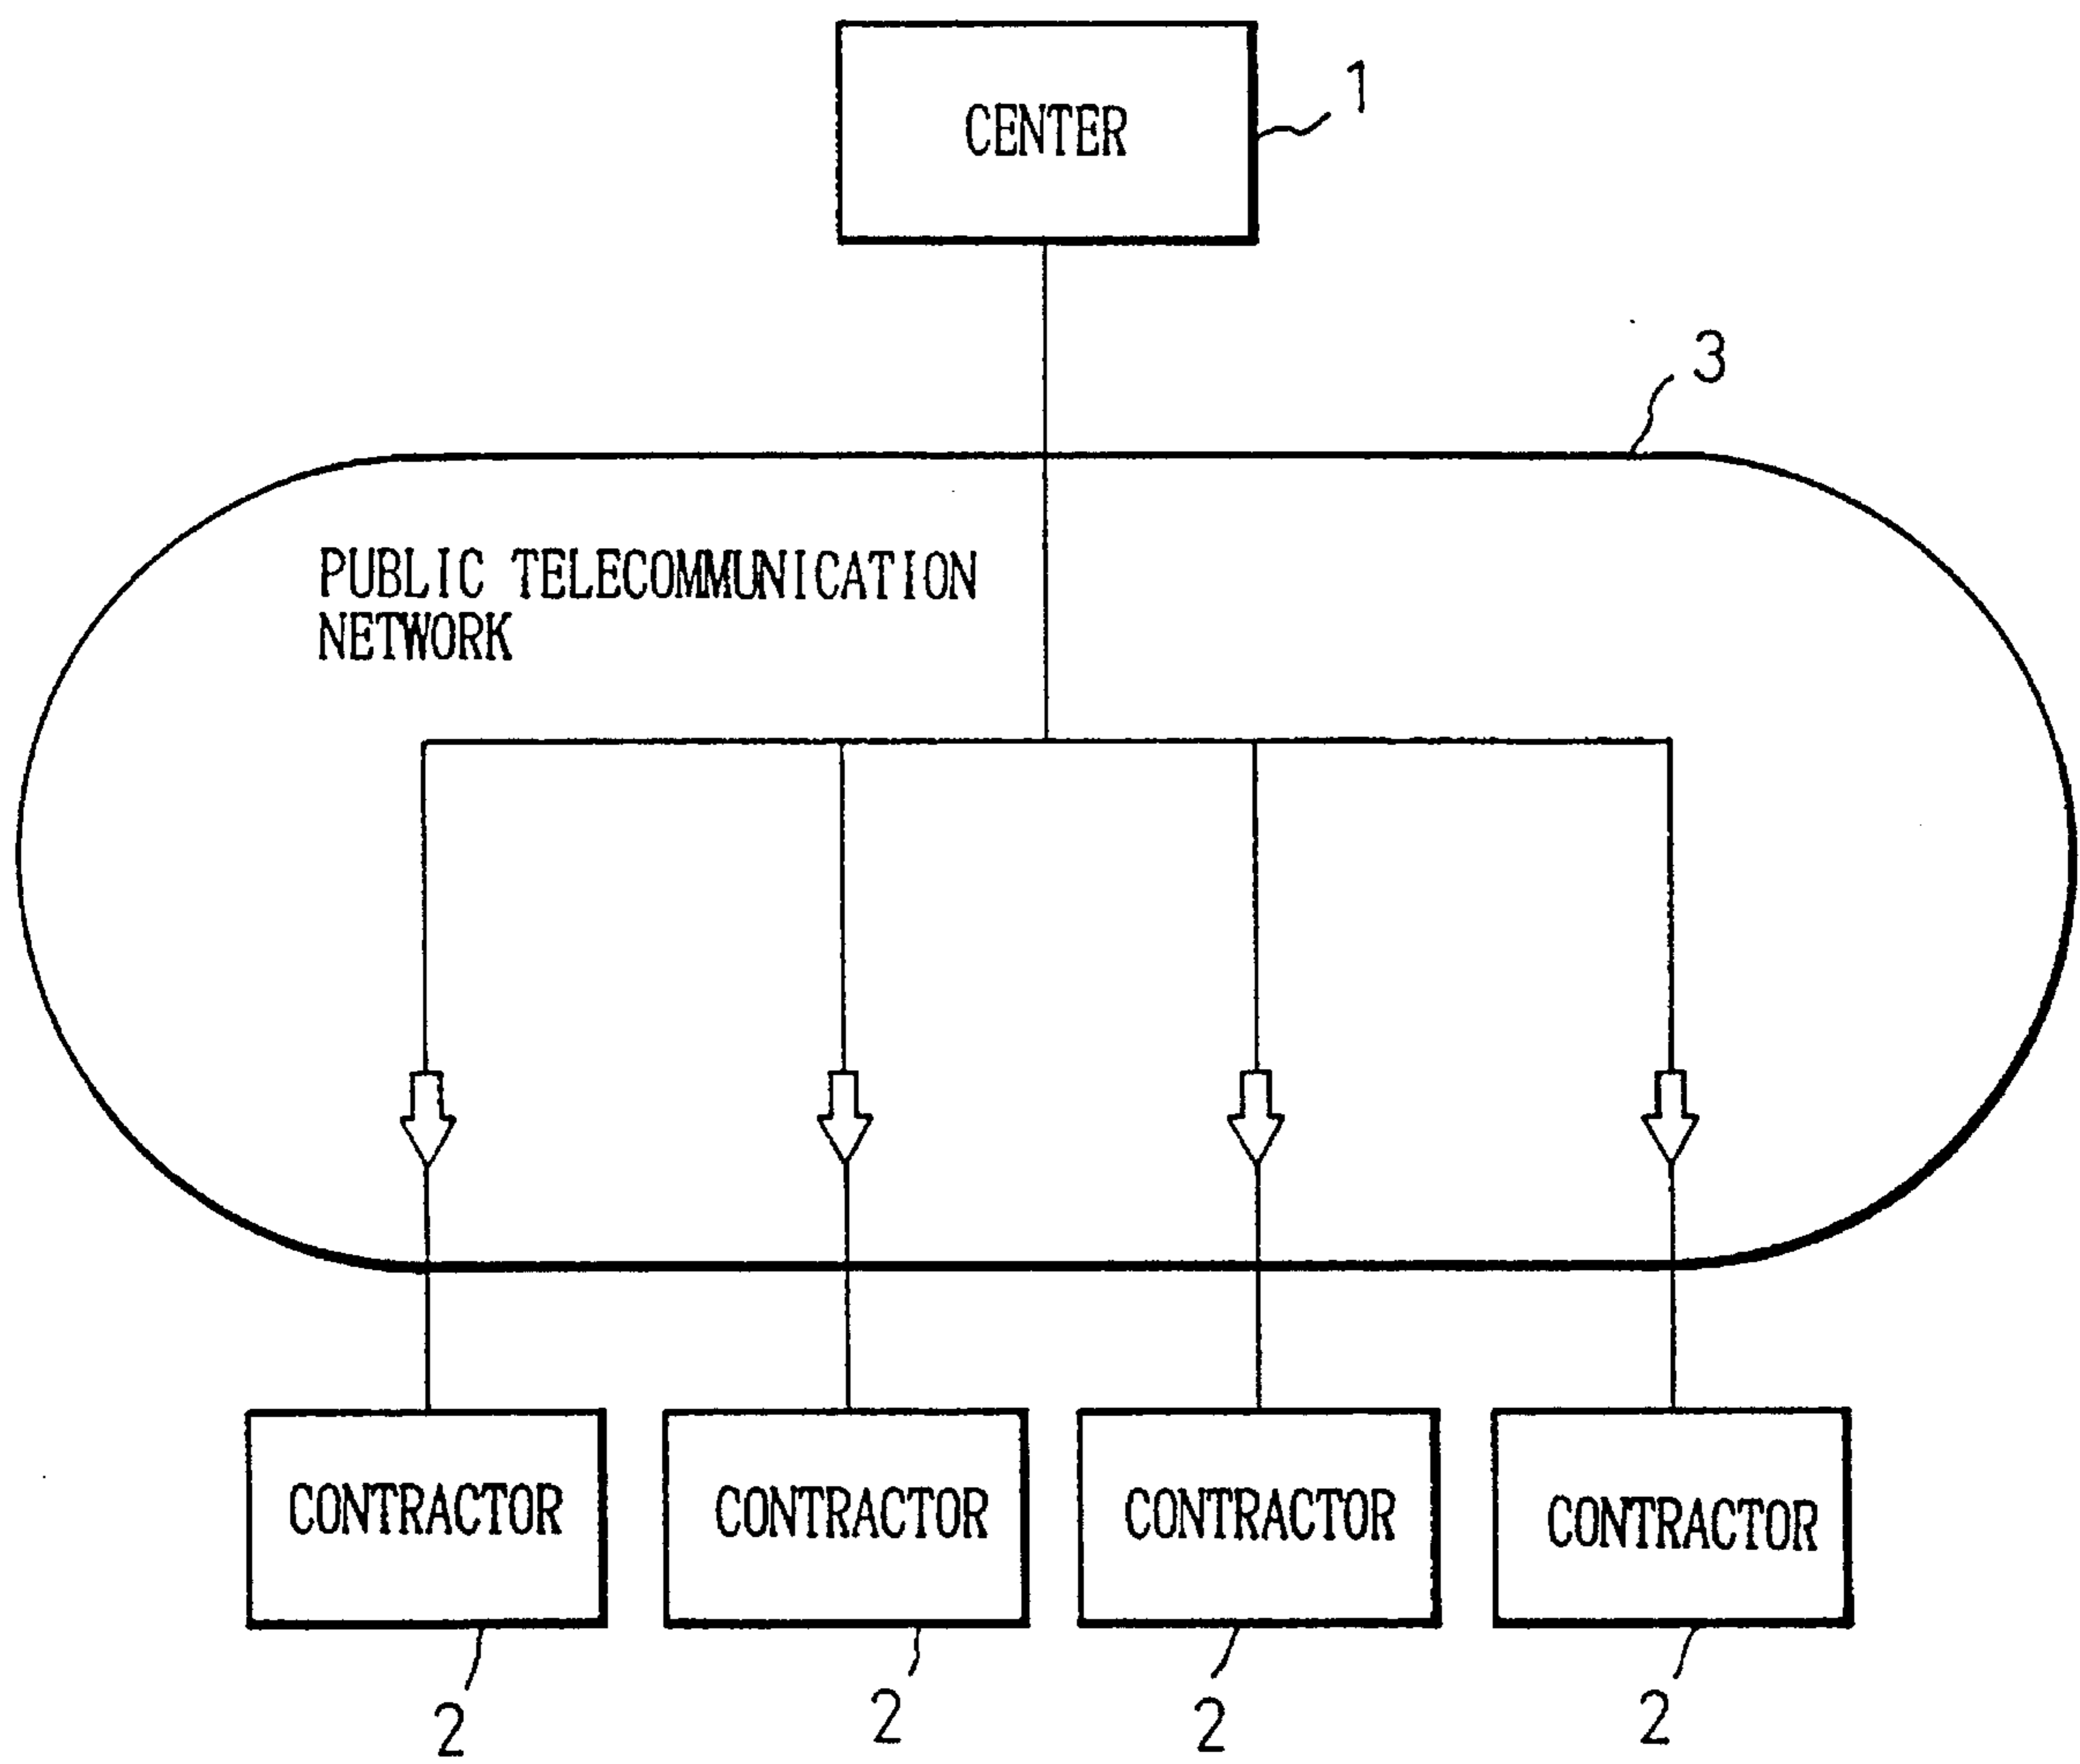 CENTER
1
3
PUBLIC TELECOMMUNICATION
NETWORK
CONTRACTOR
CONTRACTOR
CONTRACTOR
CONTRACTOR
2
2
2
2